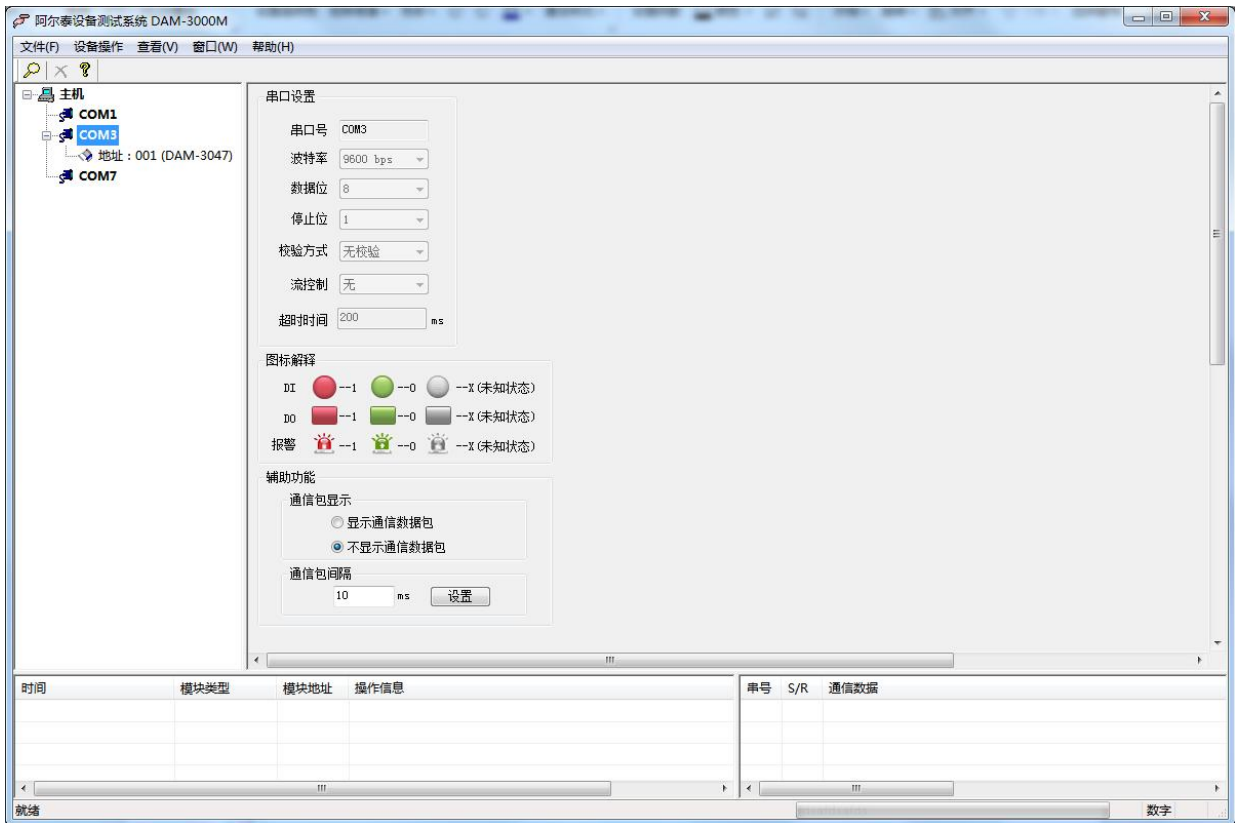 阿尔泰设备测试系统 DAM-3000M
文件(F) 设备操作 查看(V) 窗口(W) 帮助(H)
主机
COM1
COM3
地址：001 (DAM-3047)
COM7
串口设置
串口号 COM3
波特率 9600 bps
数据位 8
停止位 1
校验方式 无校验
流控制 无
超时时间 200 ms
图标解释
DI --1 --0 --X(未知状态)
DO --1 --0 --X(未知状态)
报警 --1 --0 --X(未知状态)
辅助功能
通信包显示
显示通信数据包
不显示通信数据包
通信包间隔
10 ms 设置
时间 模块类型 模块地址 操作信息 串号 S/R 通信数据
就绪 数字